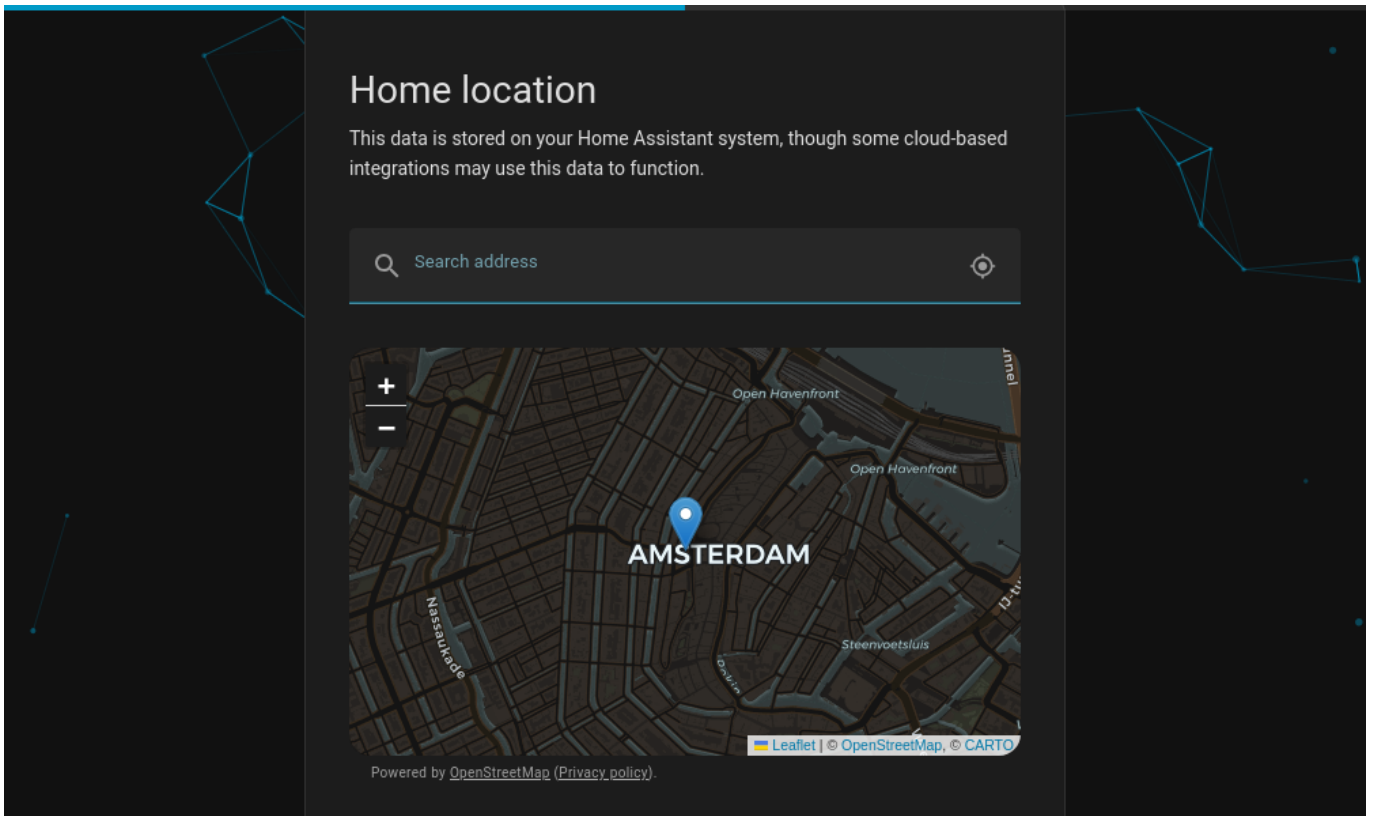 Home location
This data is stored on your Home Assistant system, though some cloud-based
integrations may use this data to function.
Search address
+
−
Open Havenfront
Open Havenfront
AMSTERDAM
Nassaukade
Steenvoetsluis
Rokin
Leaflet | © OpenStreetMap, © CARTO
Powered by OpenStreetMap (Privacy policy).